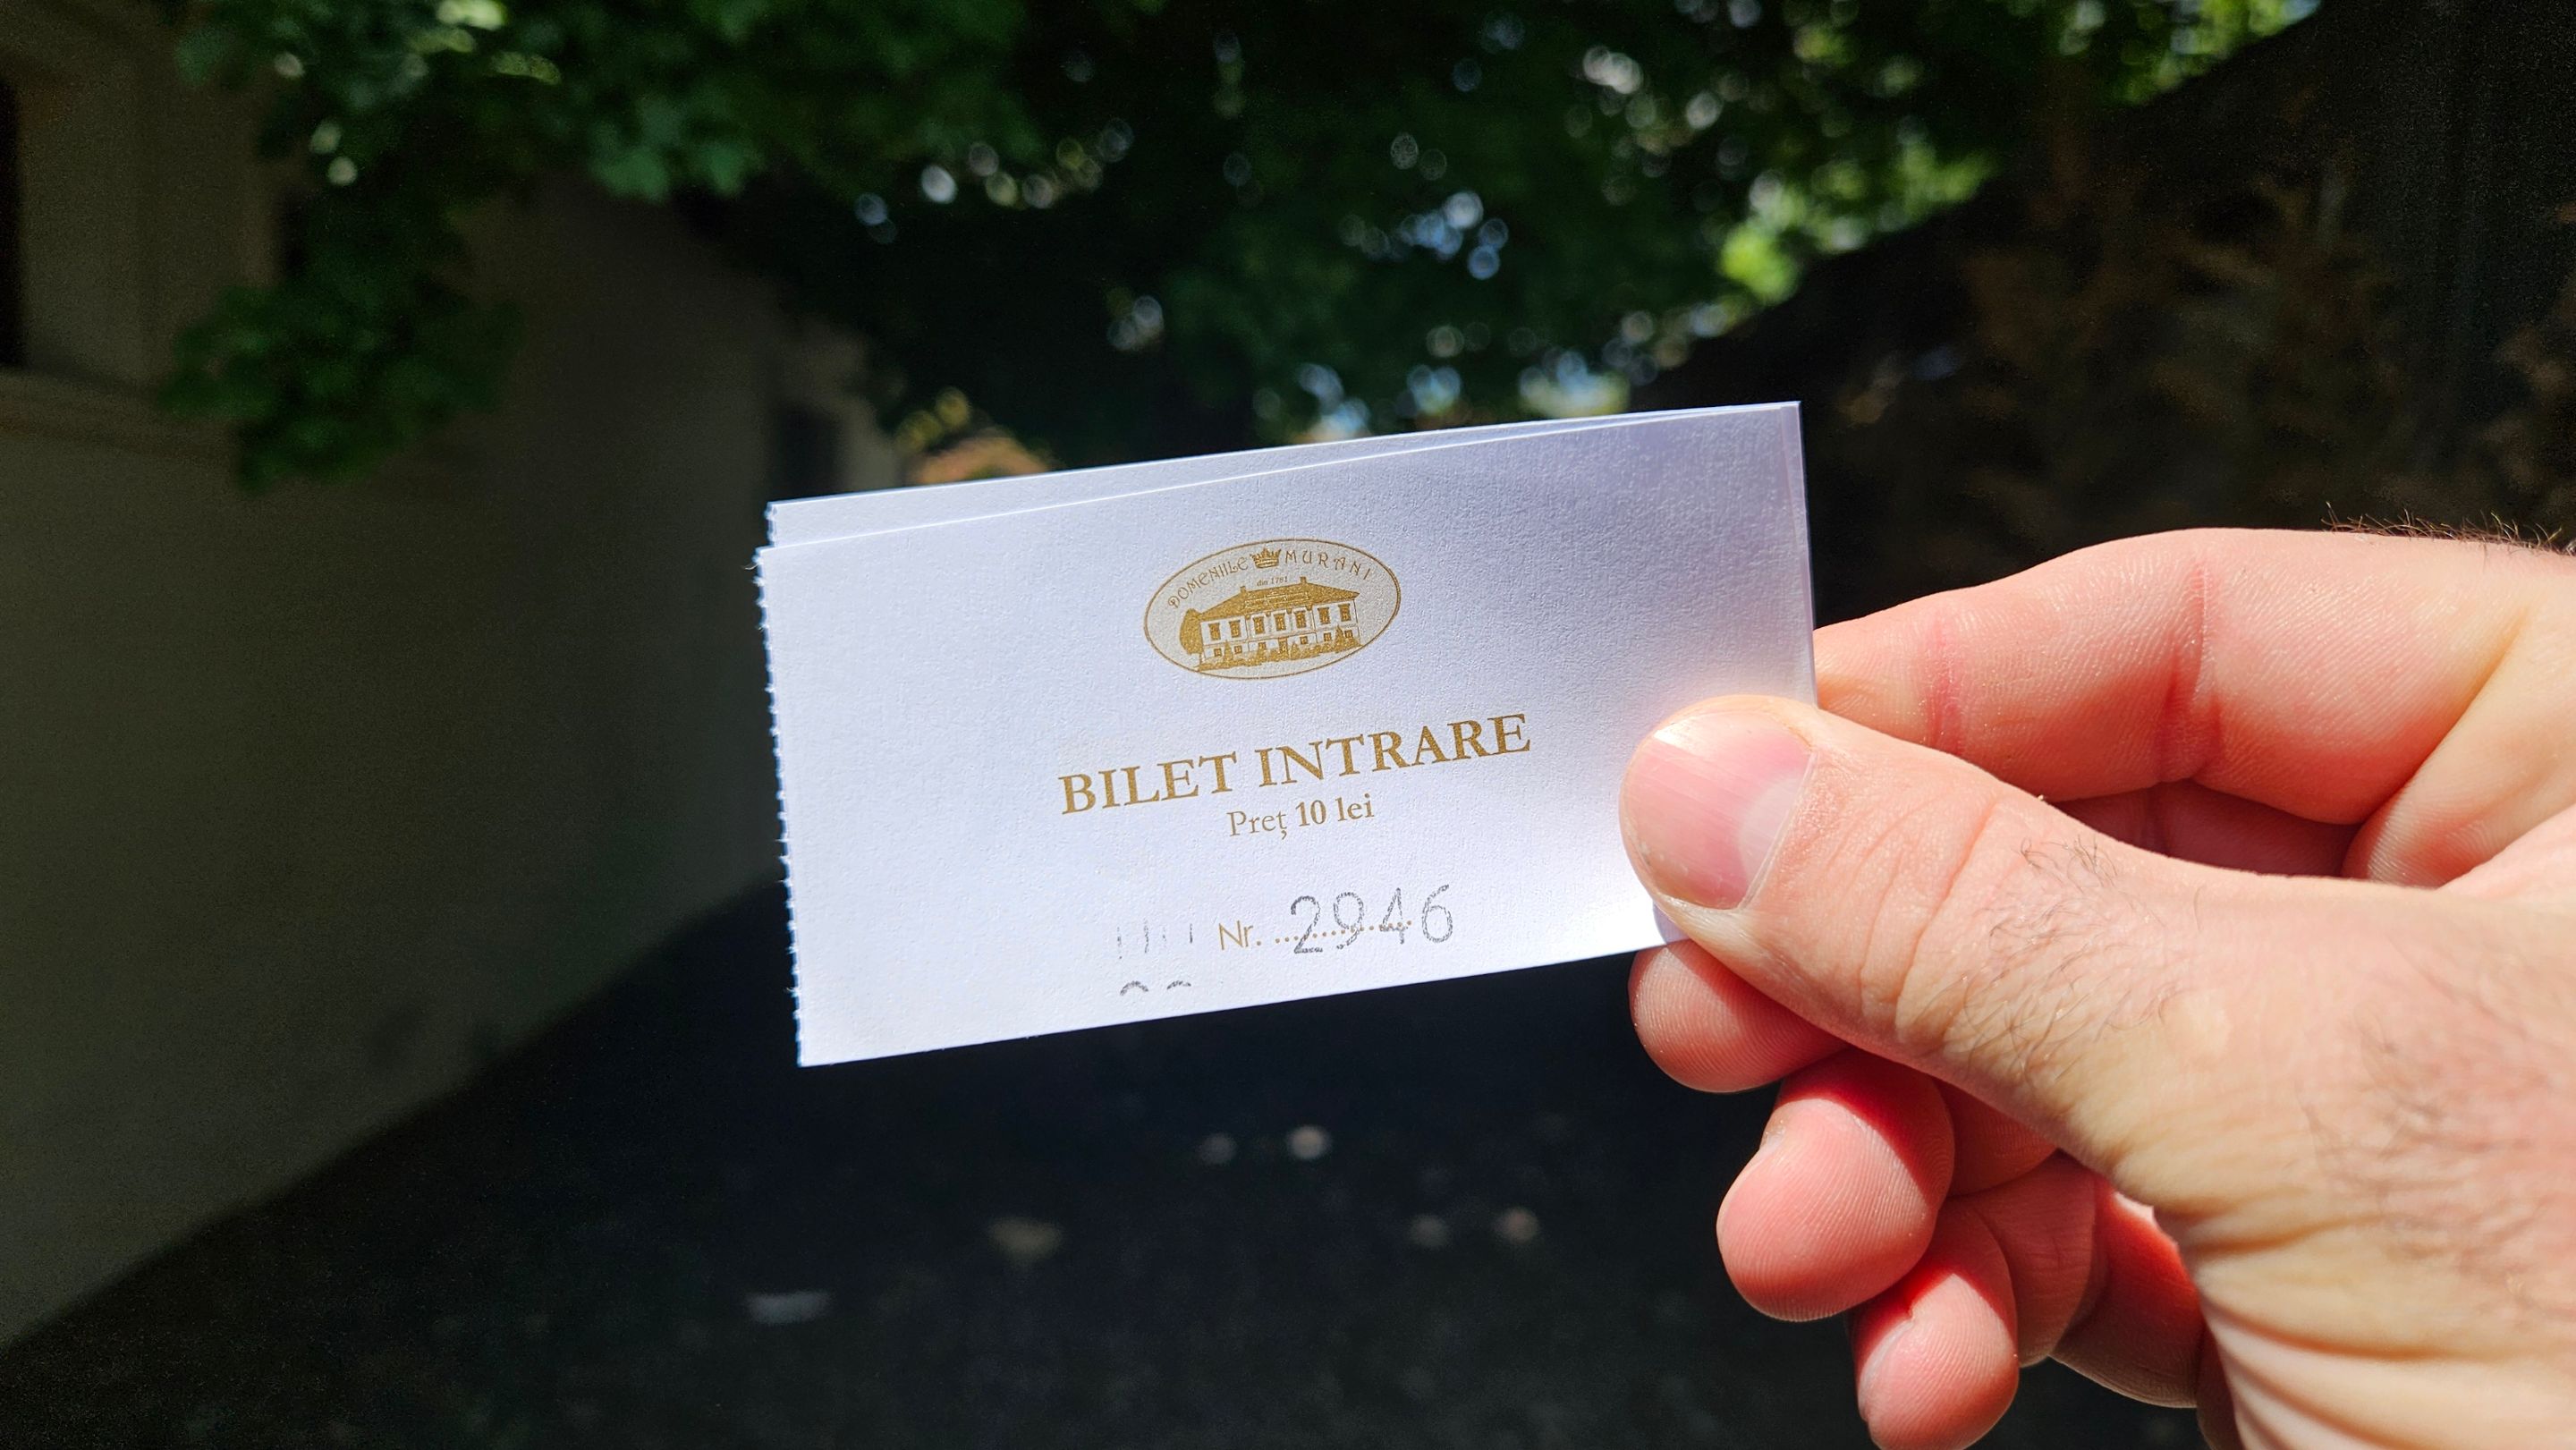 DOMENIILE MURANI
din 1781
BILET INTRARE
Preț 10 lei
Nr. ............ 2946